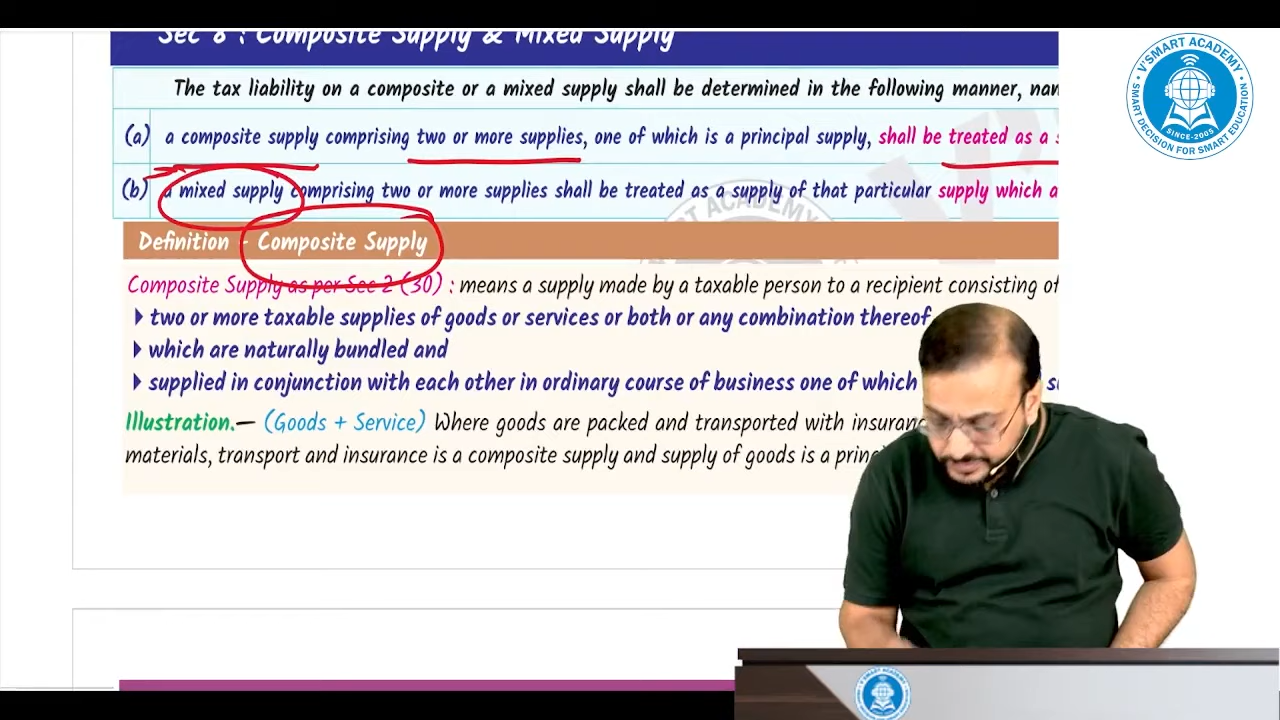 Sec 8 : Composite Supply & Mixed Supply
The tax liability on a composite or a mixed supply shall be determined in the following manner,
(a) a composite supply comprising two or more supplies, one of which is a principal supply, shall be treated as a
(b) a mixed supply comprising two or more supplies shall be treated as a supply of that particular supply which
Definition - Composite Supply
Composite Supply as per Sec 2 (30) : means a supply made by a taxable person to a recipient consisting of
two or more taxable supplies of goods or services or both or any combination thereof
which are naturally bundled and
supplied in conjunction with each other in ordinary course of business one of which
Illustration.— (Goods + Service) Where goods are packed and transported with
materials, transport and insurance is a composite supply and supply of goods is a
V'SMART ACADEMY
SINCE-2005
SMART DECISION FOR SMART EDUCATION